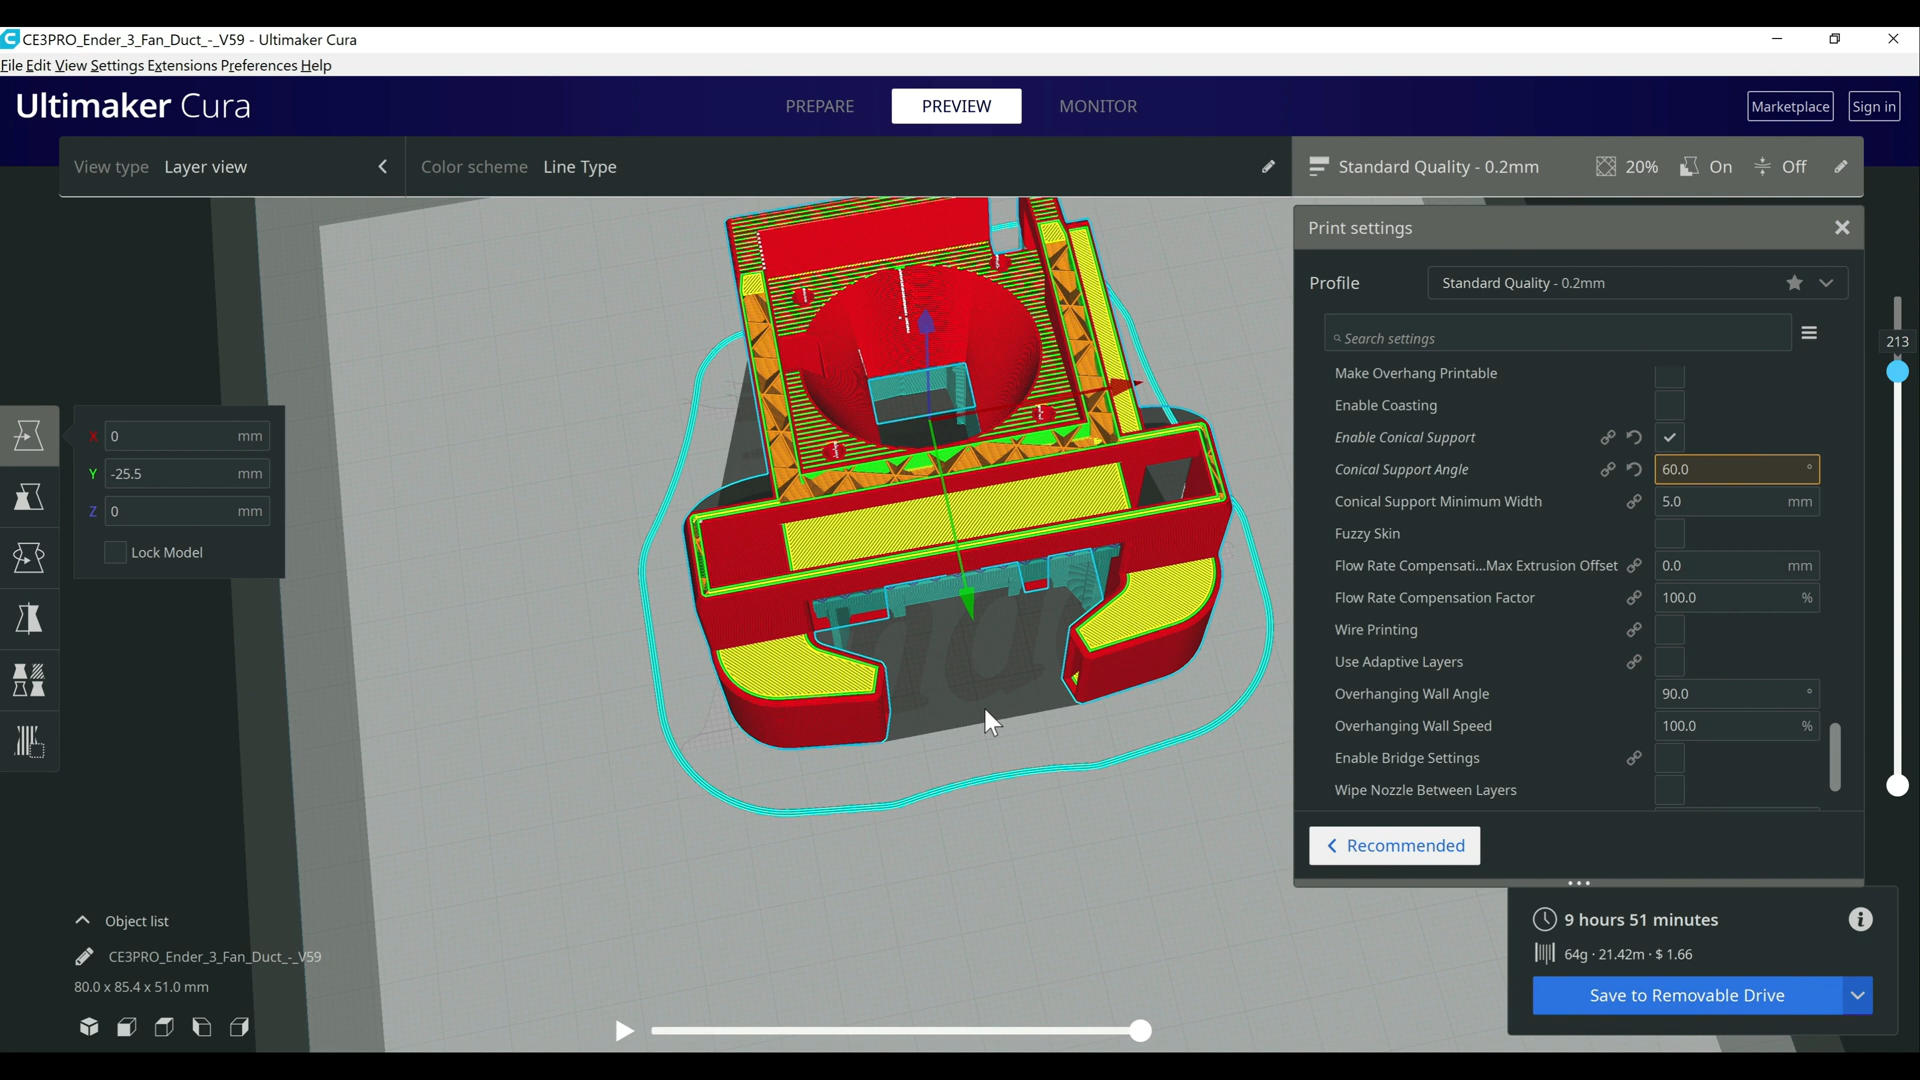 CE3PRO_Ender_3_Fan_Duct_-_V59 - Ultimaker Cura
File Edit View Settings Extensions Preferences Help
Ultimaker Cura
PREPARE
PREVIEW
MONITOR
Marketplace
Sign in
View type Layer view
Color scheme Line Type
Standard Quality - 0.2mm
20%
On
Off
Print settings
Profile
Standard Quality - 0.2mm
Search settings
Make Overhang Printable
Enable Coasting
Enable Conical Support
Conical Support Angle 60.0 °
Conical Support Minimum Width 5.0 mm
Fuzzy Skin
Flow Rate Compensati...Max Extrusion Offset 0.0 mm
Flow Rate Compensation Factor 100.0 %
Wire Printing
Use Adaptive Layers
Overhanging Wall Angle 90.0 °
Overhanging Wall Speed 100.0 %
Enable Bridge Settings
Wipe Nozzle Between Layers
Recommended
213
X 0 mm
Y -25.5 mm
Z 0 mm
Lock Model
Object list
CE3PRO_Ender_3_Fan_Duct_-_V59
80.0 x 85.4 x 51.0 mm
9 hours 51 minutes
64g · 21.42m · $ 1.66
Save to Removable Drive